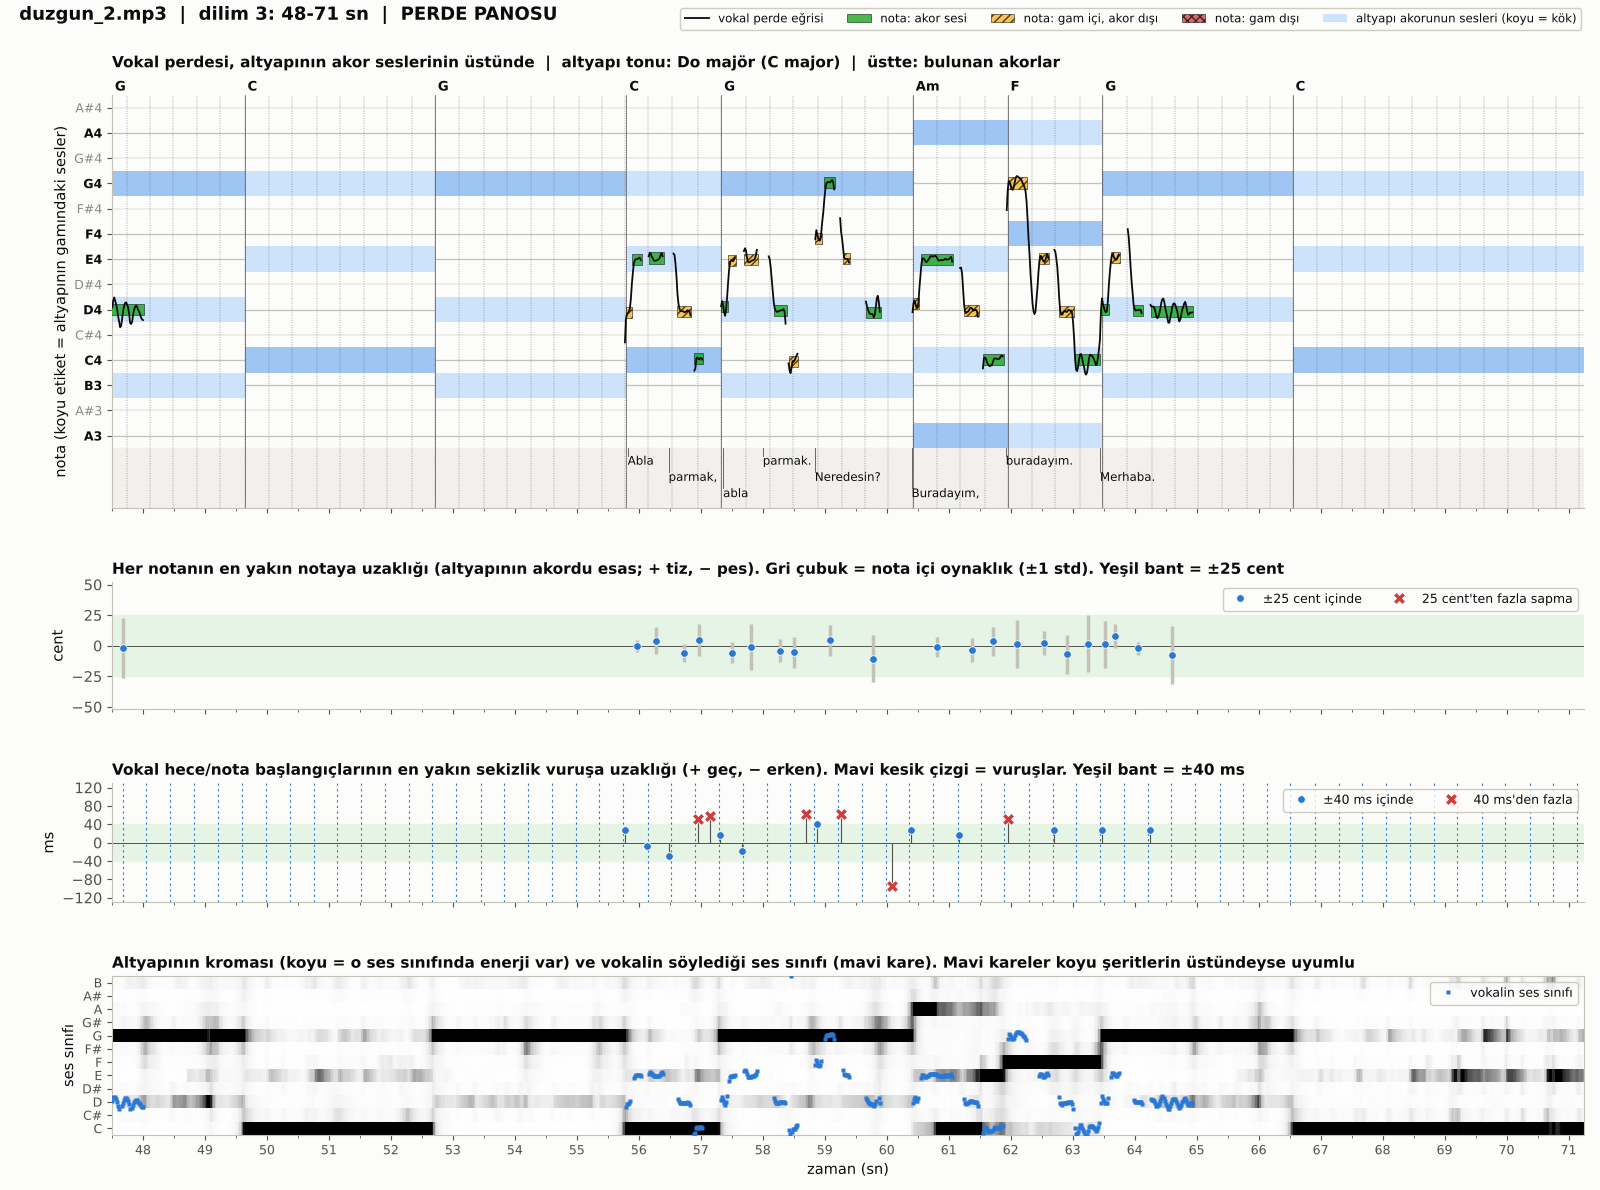 duzgun_2.mp3 | dilim 3: 48-71 sn | PERDE PANOSU
vokal perde eğrisi
nota: akor sesi
nota: gam içi, akor dışı
nota: gam dışı
altyapı akorunun sesleri (koyu = kök)
Vokal perdesi, altyapının akor seslerinin üstünde | altyapı tonu: Do majör (C major) | üstte: bulunan akorlar
G C G C G Am F G C
nota (koyu etiket = altyapının gamındaki sesler)
A#4
A4
G#4
G4
F#4
F4
E4
D#4
D4
C#4
C4
B3
A#3
A3
Abla parmak. buradayım.
parmak, Neredesin? Merhaba.
abla Buradayım,
Her notanın en yakın notaya uzaklığı (altyapının akordu esas; + tiz, − pes). Gri çubuk = nota içi oynaklık (±1 std). Yeşil bant = ±25 cent
±25 cent içinde
25 cent'ten fazla sapma
cent
50
25
0
−25
−50
Vokal hece/nota başlangıçlarının en yakın sekizlik vuruşa uzaklığı (+ geç, − erken). Mavi kesik çizgi = vuruşlar. Yeşil bant = ±40 ms
±40 ms içinde
40 ms'den fazla
ms
120
80
40
0
−40
−80
−120
Altyapının kroması (koyu = o ses sınıfında enerji var) ve vokalin söylediği ses sınıfı (mavi kare). Mavi kareler koyu şeritlerin üstündeyse uyumlu
vokalin ses sınıfı
ses sınıfı
B
A#
A
G#
G
F#
F
E
D#
D
C#
C
48 49 50 51 52 53 54 55 56 57 58 59 60 61 62 63 64 65 66 67 68 69 70 71
zaman (sn)